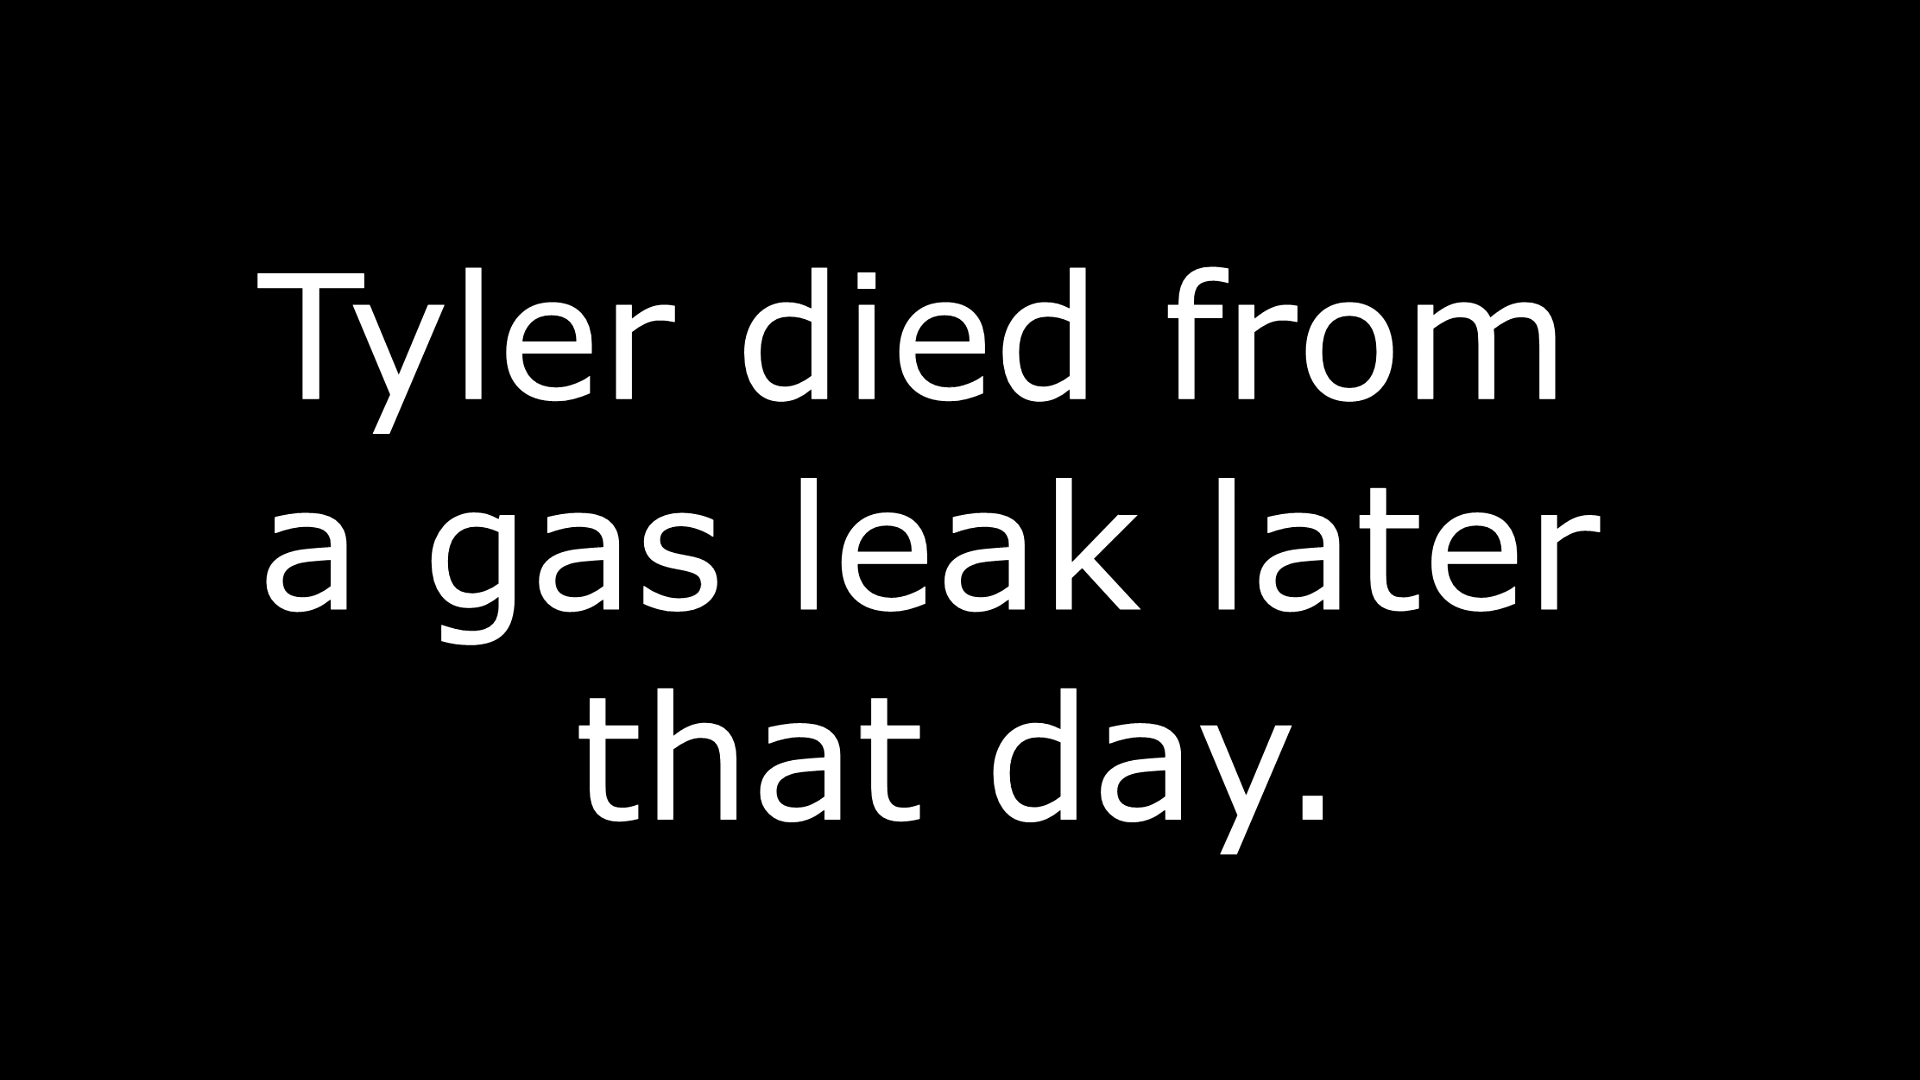 Tyler died from
a gas leak later
that day.